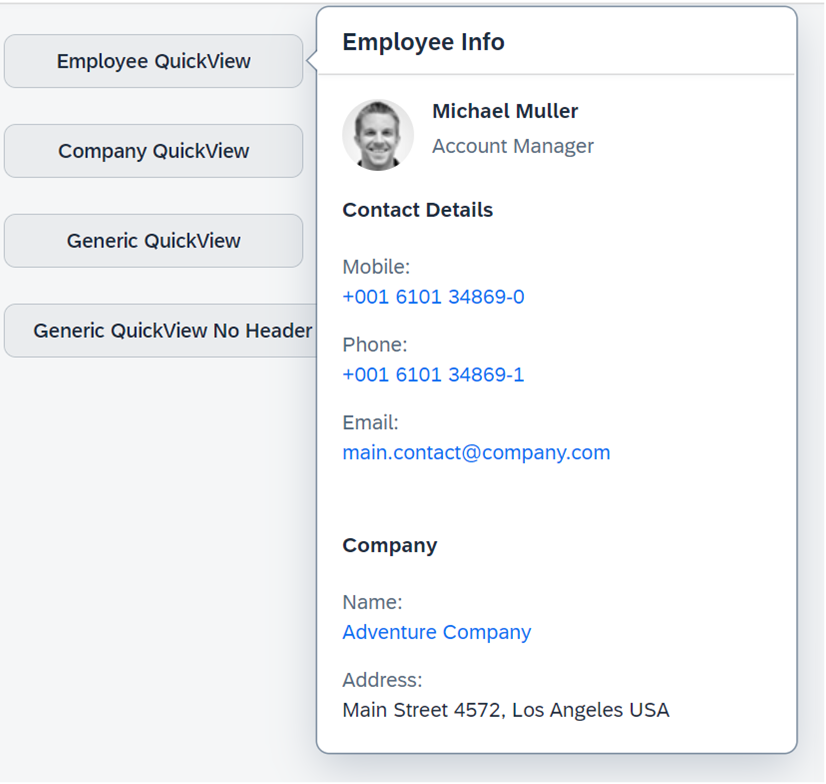 Employee QuickView
Company QuickView
Generic QuickView
Generic QuickView No Header
Employee Info
Michael Muller
Account Manager
Contact Details
Mobile:
+001 6101 34869-0
Phone:
+001 6101 34869-1
Email:
main.contact@company.com
Company
Name:
Adventure Company
Address:
Main Street 4572, Los Angeles USA